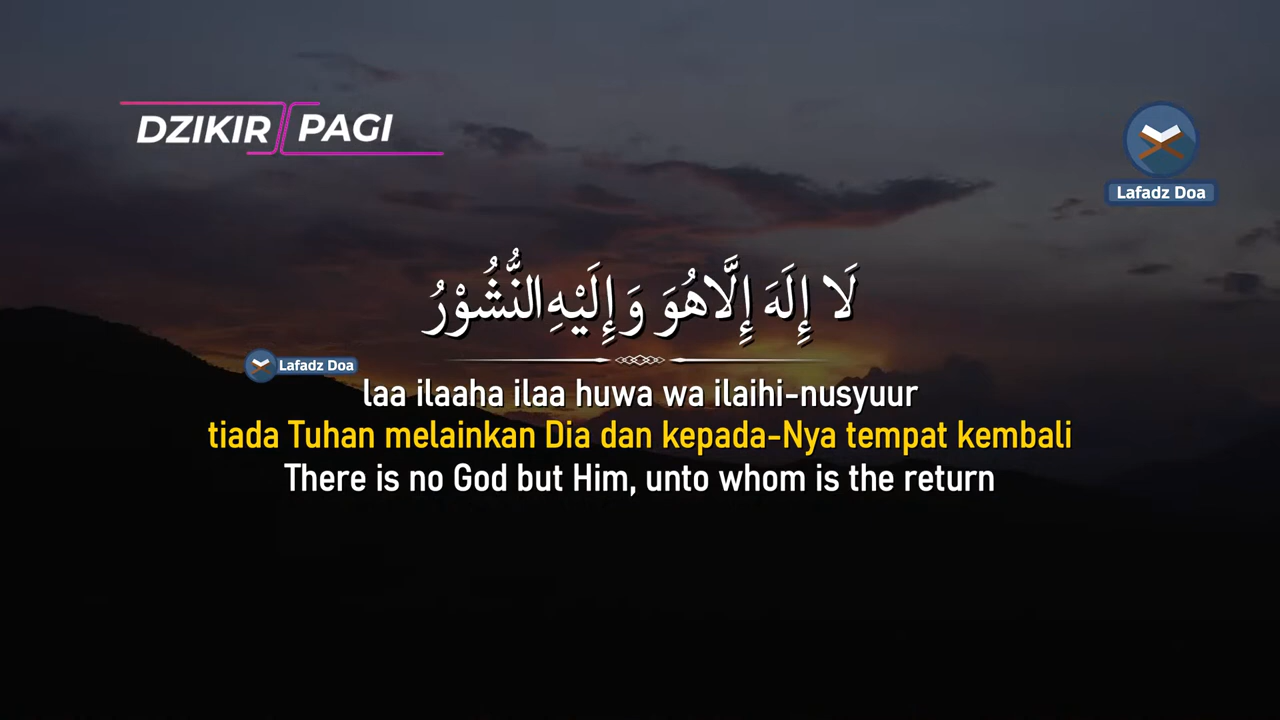 DZIKIR PAGI
Lafadz Doa
لَا إِلَهَ إِلَّاهُوَ وَإِلَيْهِ النُّشُوْرُ
Lafadz Doa
laa ilaaha ilaa huwa wa ilaihi-nusyuur
tiada Tuhan melainkan Dia dan kepada-Nya tempat kembali
There is no God but Him, unto whom is the return